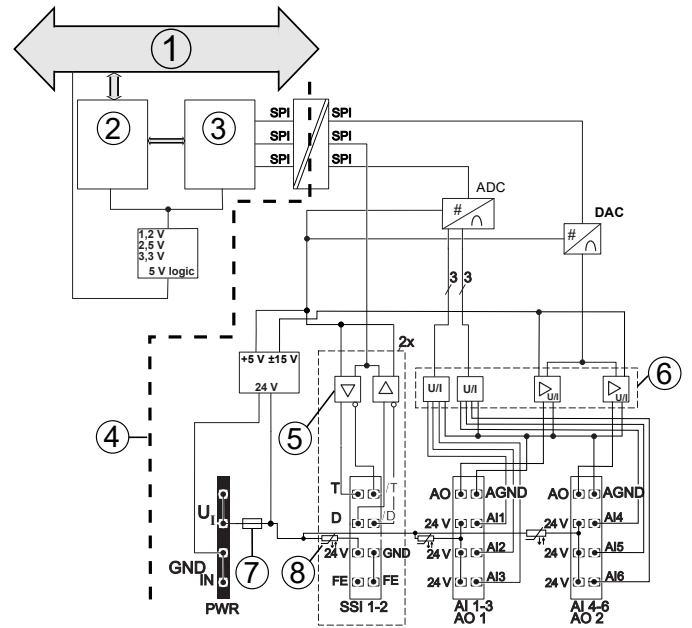 1
2
3
SPI SPI
SPI SPI
SPI SPI
ADC
DAC
#
#
1,2 V
2,5 V
3,3 V
5 V logic
3 3
2x
+5 V ±15 V
24 V
U/I U/I U/I U/I
6
5
4
T /T
D /D
24 V GND
FE FE
SSI 1-2
AO AGND
24 V AI1
24 V AI2
24 V AI3
AI 1-3
AO 1
AO AGND
24 V AI4
24 V AI5
24 V AI6
AI 4-6
AO 2
UI
GNDIN
PWR
7
8